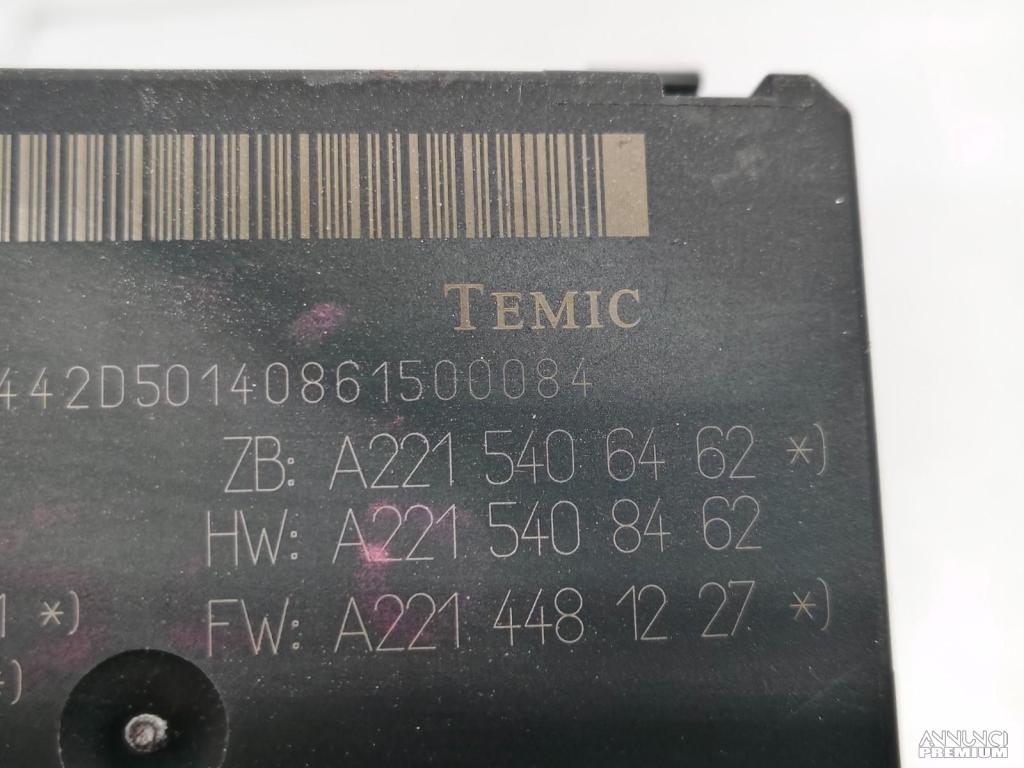 TEMIC
442D50140861500084
ZB: A221 540 64 62 *)
HW: A221 540 84 62
1 *) FW: A221 448 12 27 *)
*)
ANNUNCI
PREMIUM